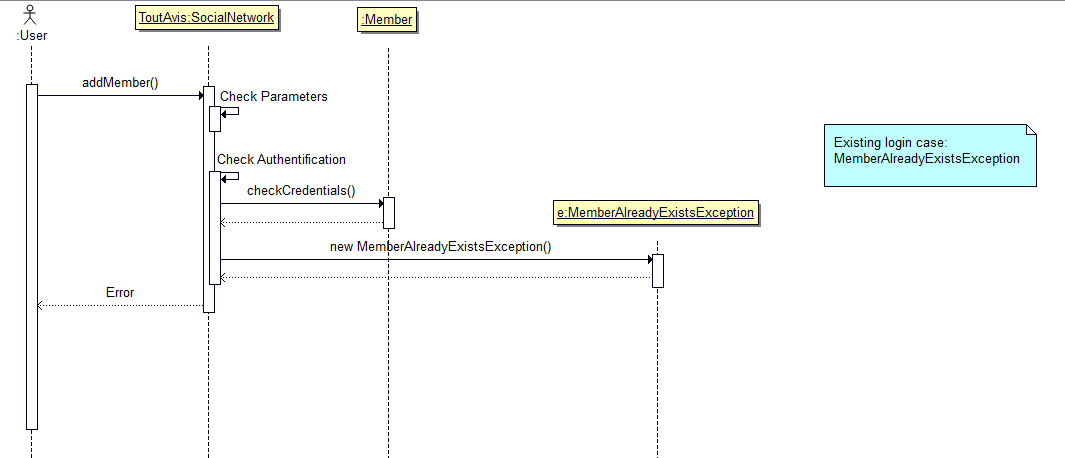 :User
ToutAvis:SocialNetwork
:Member
addMember()
Check Parameters
Check Authentification
checkCredentials()
Existing login case:
MemberAlreadyExistsException
e:MemberAlreadyExistsException
new MemberAlreadyExistsException()
Error